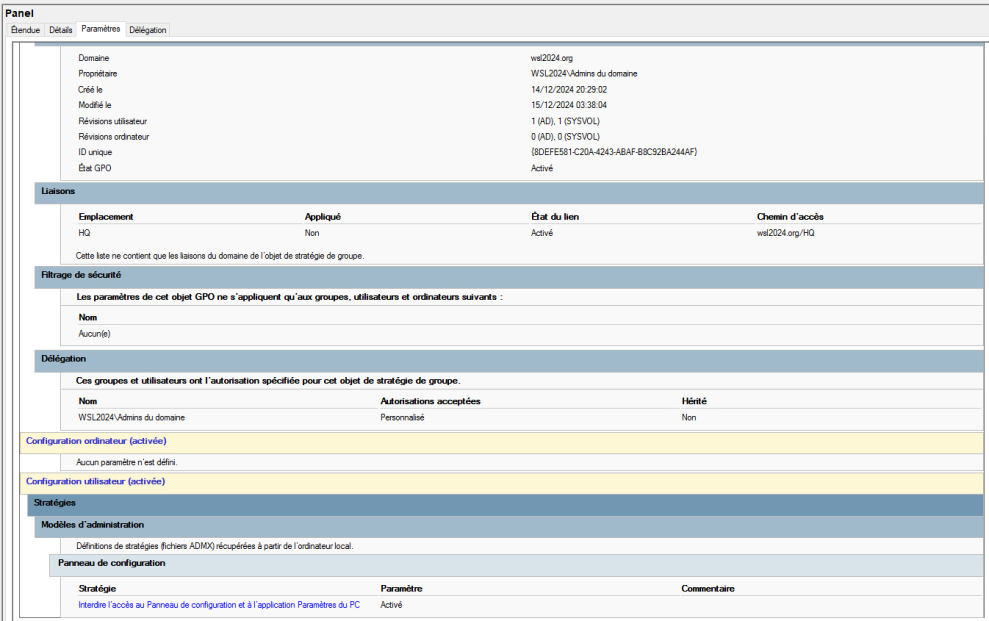 Panel
Étendue Détails Paramètres Délégation
Domaine wsl2024.org
Propriétaire WSL2024\Admins du domaine
Créé le 14/12/2024 20:29:02
Modifié le 15/12/2024 03:38:04
Révisions utilisateur 1 (AD), 1 (SYSVOL)
Révisions ordinateur 0 (AD), 0 (SYSVOL)
ID unique {8DEFE581-C20A-4243-ABAF-B8C92BA244AF}
État GPO Activé
Liaisons
Emplacement Appliqué État du lien Chemin d'accès
HQ Non Activé wsl2024.org/HQ
Cette liste ne contient que les liaisons du domaine de l'objet de stratégie de groupe.
Filtrage de sécurité
Les paramètres de cet objet GPO ne s'appliquent qu'aux groupes, utilisateurs et ordinateurs suivants :
Nom
Aucun(e)
Délégation
Ces groupes et utilisateurs ont l'autorisation spécifiée pour cet objet de stratégie de groupe.
Nom Autorisations acceptées Hérité
WSL2024\Admins du domaine Personnalisé Non
Configuration ordinateur (activée)
Aucun paramètre n'est défini.
Configuration utilisateur (activée)
Stratégies
Modèles d'administration
Définitions de stratégies (fichiers ADMX) récupérées à partir de l'ordinateur local.
Panneau de configuration
Stratégie Paramètre Commentaire
Interdire l'accès au Panneau de configuration et à l'application Paramètres du PC Activé